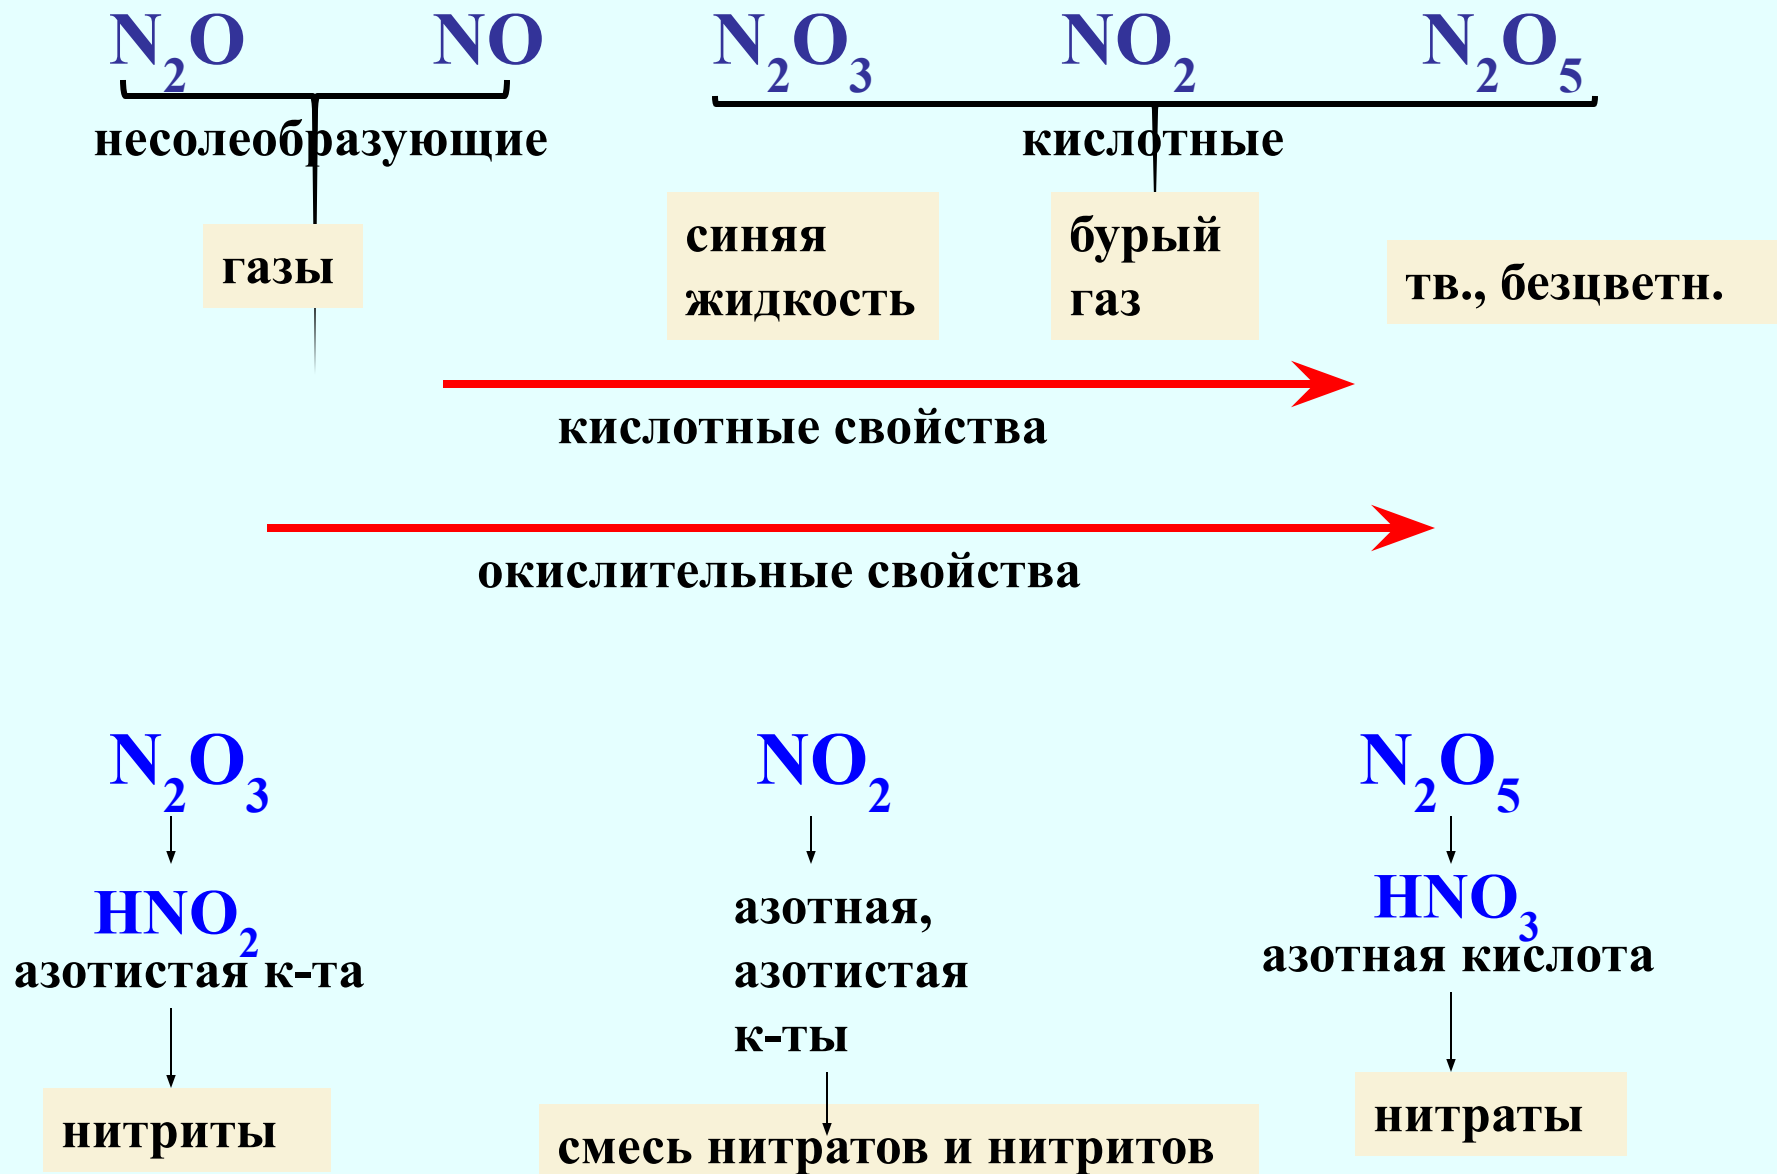 N₂O NO N₂O₃ NO₂ N₂O₅
несолеобразующие кислотные
газы
синяя
жидкость
бурый
газ
тв., безцветн.
кислотные свойства
окислительные свойства
N₂O₃ NO₂ N₂O₅
HNO₂
азотистая к-та
нитриты
азотная,
азотистая
к-ты
смесь нитратов и нитритов
HNO₃
азотная кислота
нитраты